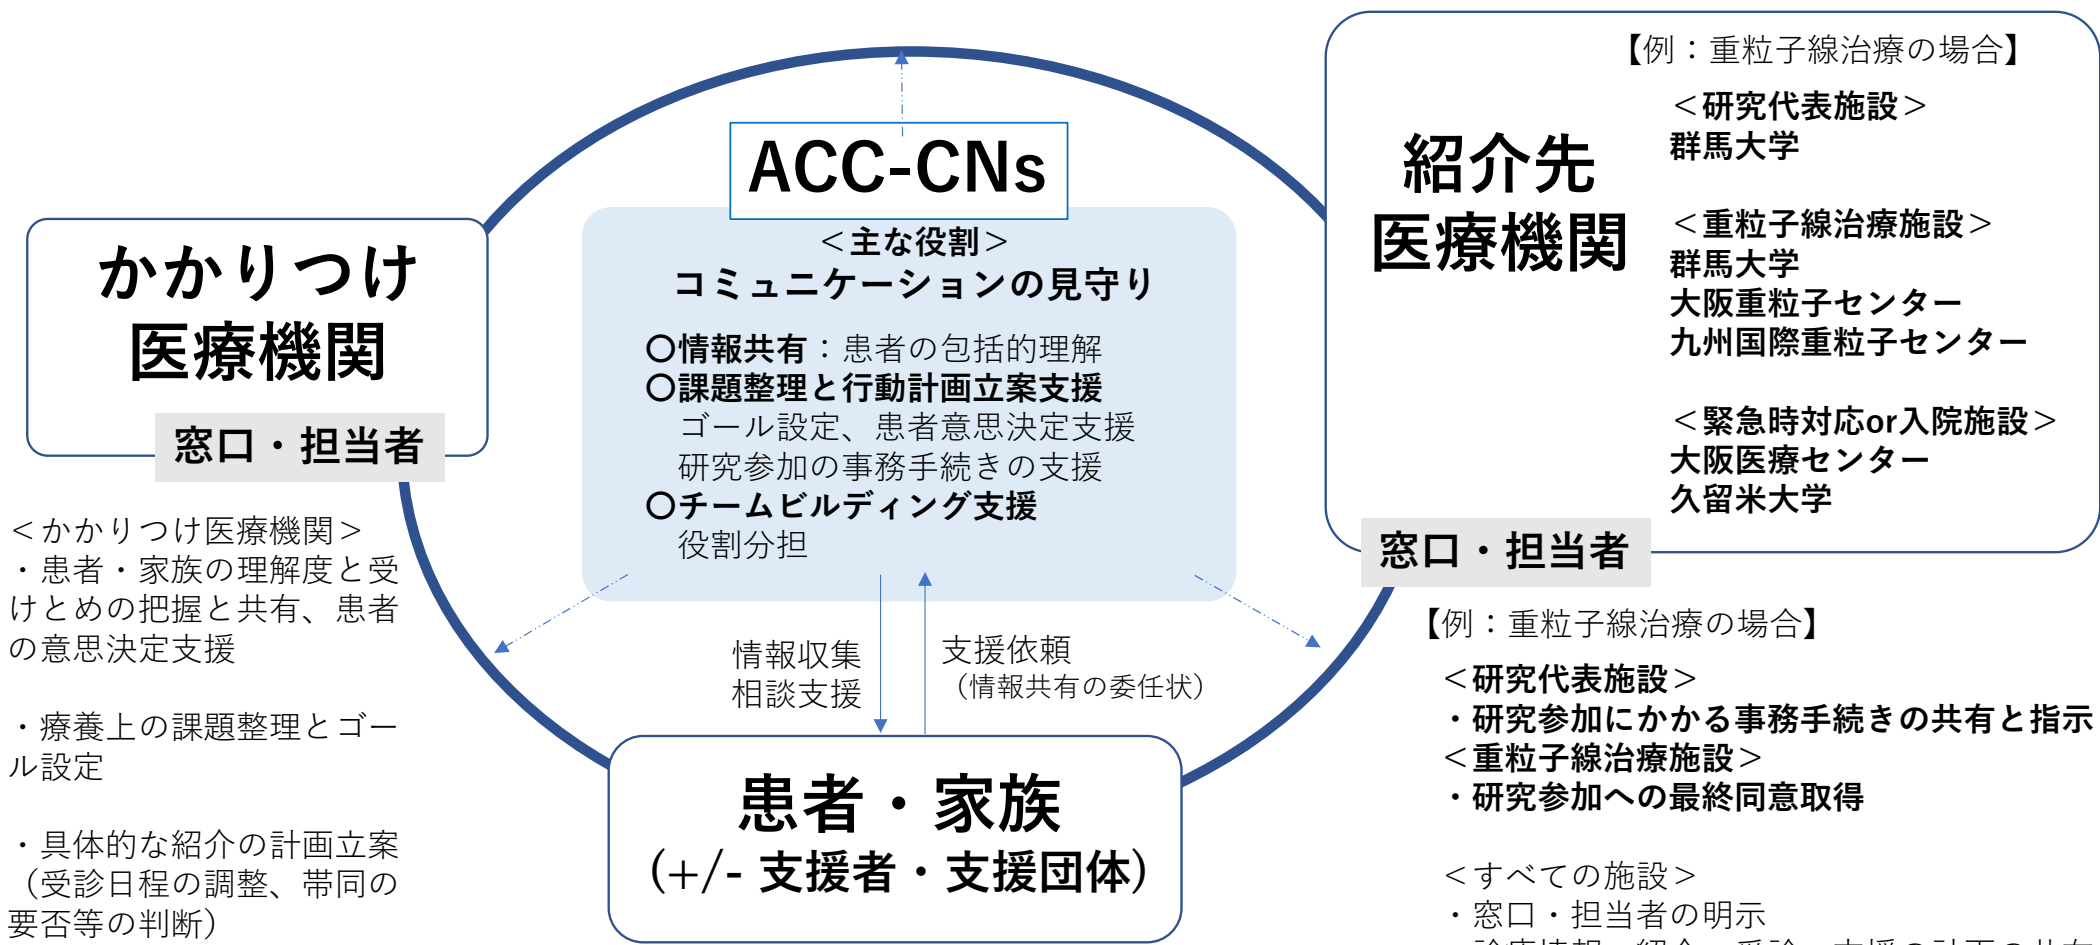 ACC-CNs
＜主な役割＞
コミュニケーションの見守り
〇情報共有：患者の包括的理解
〇課題整理と行動計画立案支援
ゴール設定、患者意思決定支援
研究参加の事務手続きの支援
〇チームビルディング支援
役割分担
かかりつけ
医療機関
窓口・担当者
＜かかりつけ医療機関＞
・患者・家族の理解度と受
けとめの把握と共有、患者
の意思決定支援
・療養上の課題整理とゴー
ル設定
・具体的な紹介の計画立案
（受診日程の調整、帯同の
要否等の判断）
情報収集
相談支援
支援依頼
（情報共有の委任状）
患者・家族
(+/- 支援者・支援団体)
紹介先
医療機関
【例：重粒子線治療の場合】
＜研究代表施設＞
群馬大学
＜重粒子線治療施設＞
群馬大学
大阪重粒子センター
九州国際重粒子センター
＜緊急時対応or入院施設＞
大阪医療センター
久留米大学
窓口・担当者
【例：重粒子線治療の場合】
＜研究代表施設＞
・研究参加にかかる事務手続きの共有と指示
＜重粒子線治療施設＞
・研究参加への最終同意取得
＜すべての施設＞
・窓口・担当者の明示